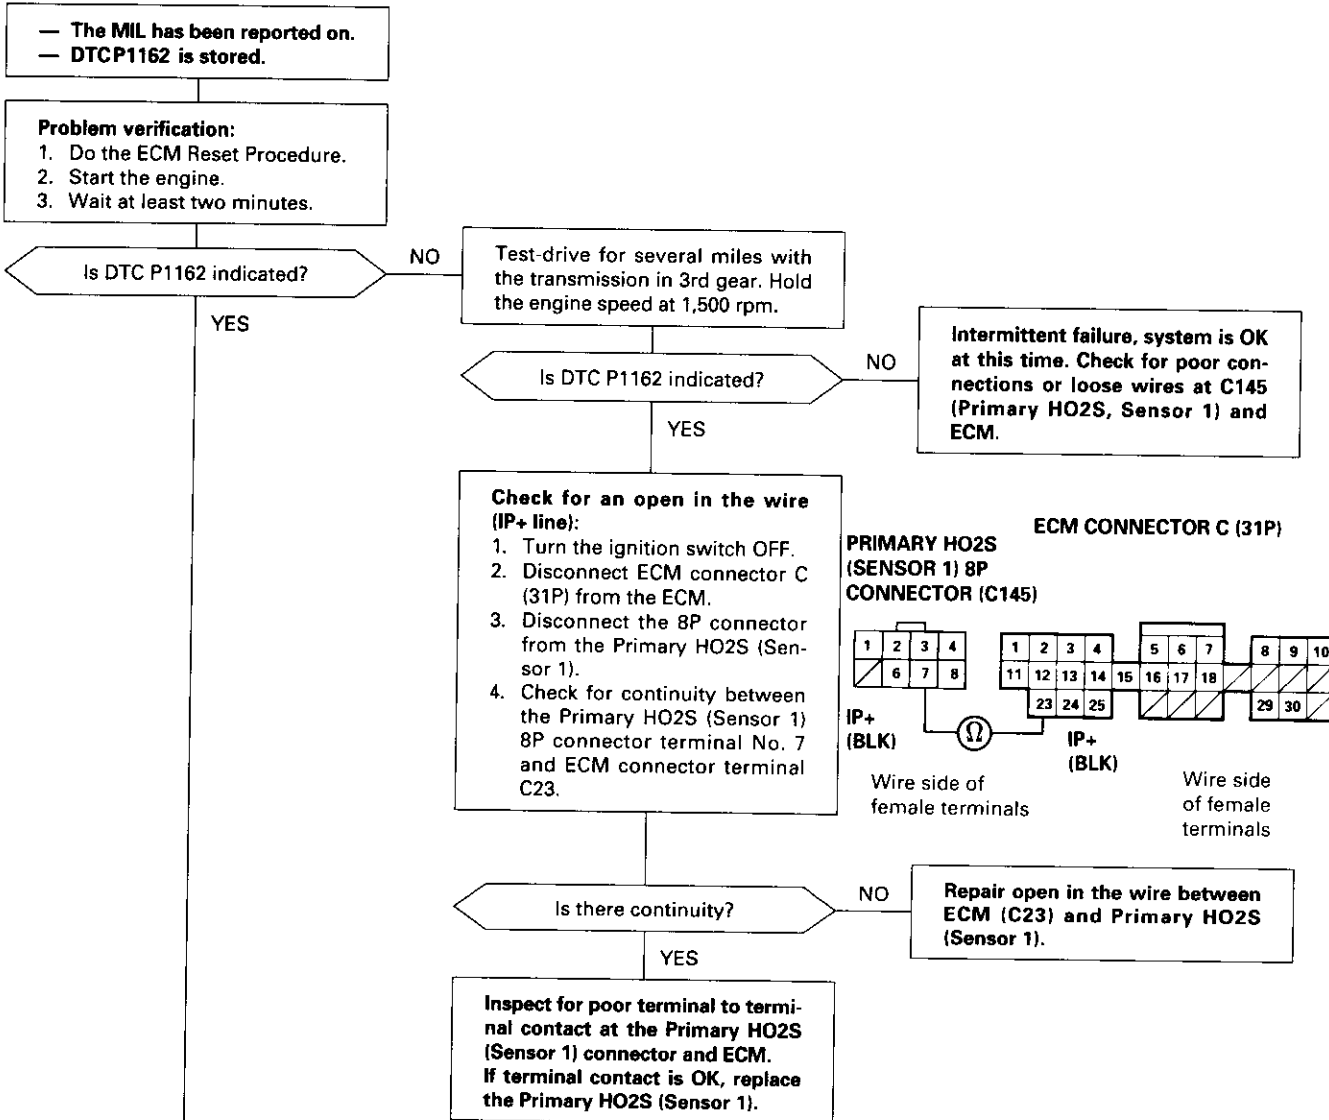 — The MIL has been reported on.
— DTCP1162 is stored.
Problem verification:
1. Do the ECM Reset Procedure.
2. Start the engine.
3. Wait at least two minutes.
Is DTC P1162 indicated?
NO
YES
Test-drive for several miles with
the transmission in 3rd gear. Hold
the engine speed at 1,500 rpm.
Is DTC P1162 indicated?
NO
YES
Intermittent failure, system is OK
at this time. Check for poor con-
nections or loose wires at C145
(Primary HO2S, Sensor 1) and
ECM.
Check for an open in the wire
(IP+ line):
1. Turn the ignition switch OFF.
2. Disconnect ECM connector C
(31P) from the ECM.
3. Disconnect the 8P connector
from the Primary HO2S (Sen-
sor 1).
4. Check for continuity between
the Primary HO2S (Sensor 1)
8P connector terminal No. 7
and ECM connector terminal
C23.
PRIMARY HO2S
(SENSOR 1) 8P
CONNECTOR (C145)
1 2 3 4
6 7 8
IP+
(BLK)
Ω
Wire side of
female terminals
ECM CONNECTOR C (31P)
1 2 3 4 5 6 7 8 9 10
11 12 13 14 15 16 17 18
23 24 25 29 30
IP+
(BLK)
Wire side
of female
terminals
Is there continuity?
NO
YES
Repair open in the wire between
ECM (C23) and Primary HO2S
(Sensor 1).
Inspect for poor terminal to termi-
nal contact at the Primary HO2S
(Sensor 1) connector and ECM.
If terminal contact is OK, replace
the Primary HO2S (Sensor 1).